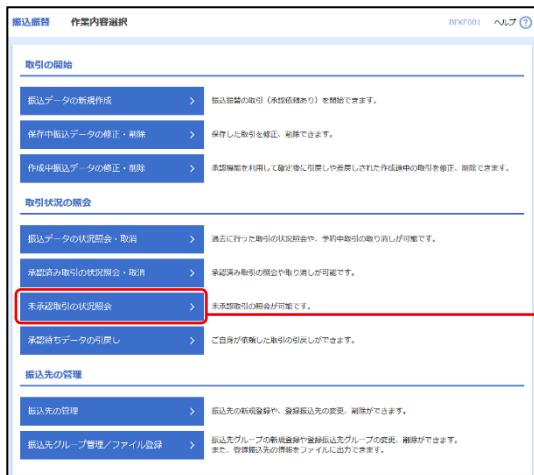 振込振替 作業内容選択 BFKF001 ヘルプ ?
取引の開始
振込データの新規作成 > 振込振替の取引（承認依頼あり）を開始できます。
保存中振込データの修正・削除 > 保存した取引を修正、削除できます。
作成中振込データの修正・削除 > 承認機能を利用して確定後に引戻しや差戻しされた作成途中の取引を修正、削除できます。
取引状況の照会
振込データの状況照会・取消 > 過去に行った取引の状況照会や、予約中取引の取り消しが可能です。
承認済み取引の状況照会・取消 > 承認済み取引の照会や取り消しが可能です。
未承認取引の状況照会 > 未承認取引の照会が可能です。
承認待ちデータの引戻し > ご自身が依頼した取引の引戻しができます。
振込先の管理
振込先の管理 > 振込先の新規登録や、登録振込先の変更、削除ができます。
振込先グループ管理/ファイル登録 > 振込先グループの新規登録や登録振込先グループの変更、削除ができます。
また、登録振込先の情報をファイルに出力できます。